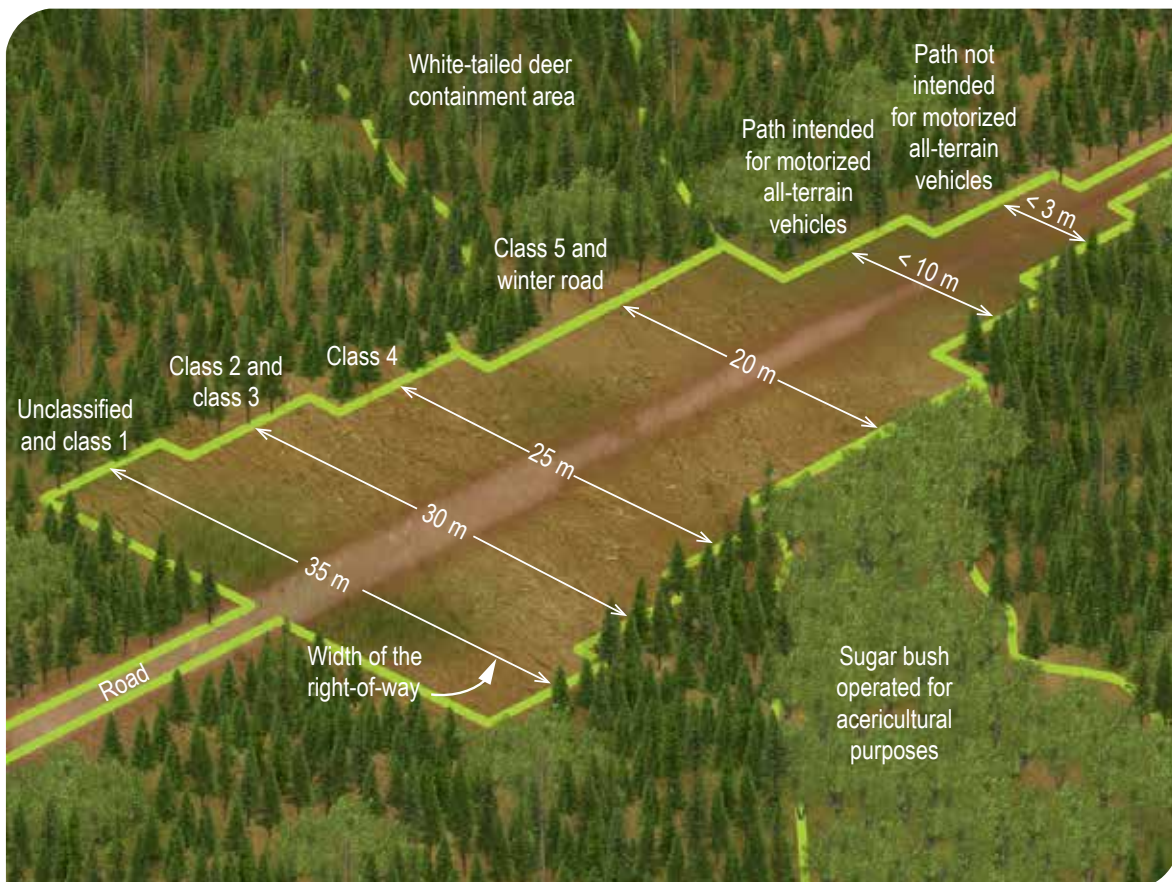 White-tailed deer
containment area
Path not
intended
for motorized
all-terrain
vehicles
Path intended
for motorized
all-terrain
vehicles
< 3 m
Class 5 and
winter road
< 10 m
Class 4
20 m
Class 2 and
class 3
Unclassified
and class 1
25 m
30 m
35 m
Width of the
right-of-way
Road
Sugar bush
operated for
acericultural
purposes